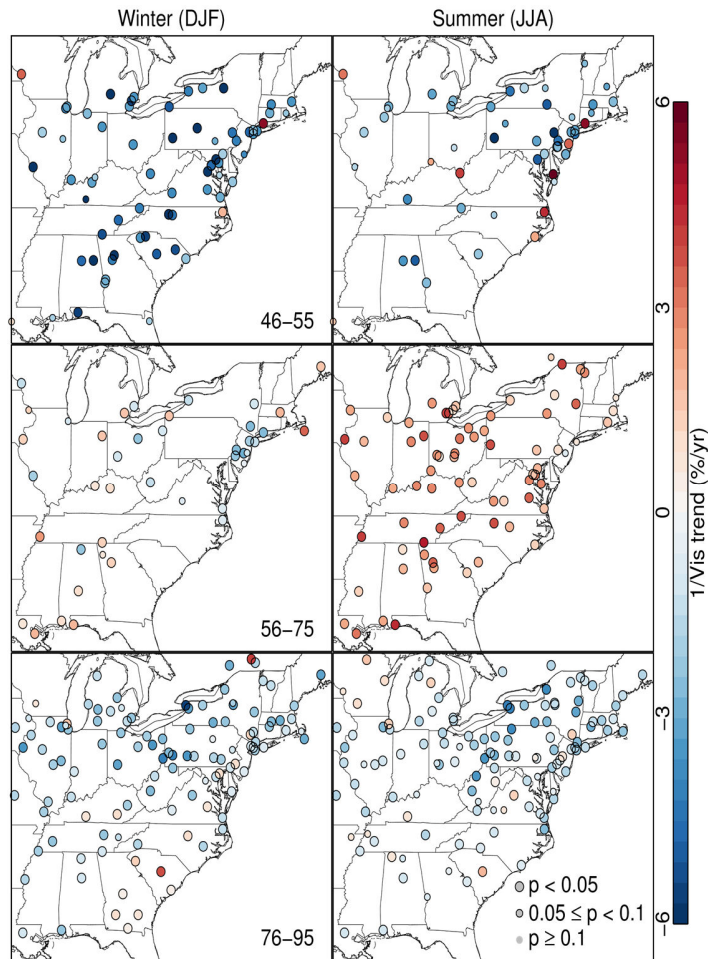 Winter (DJF)
Summer (JJA)
46−55
56−75
76−95
p < 0.05
0.05 ≤ p < 0.1
p ≥ 0.1
6
3
0
−3
−6
1/Vis trend (%/yr)